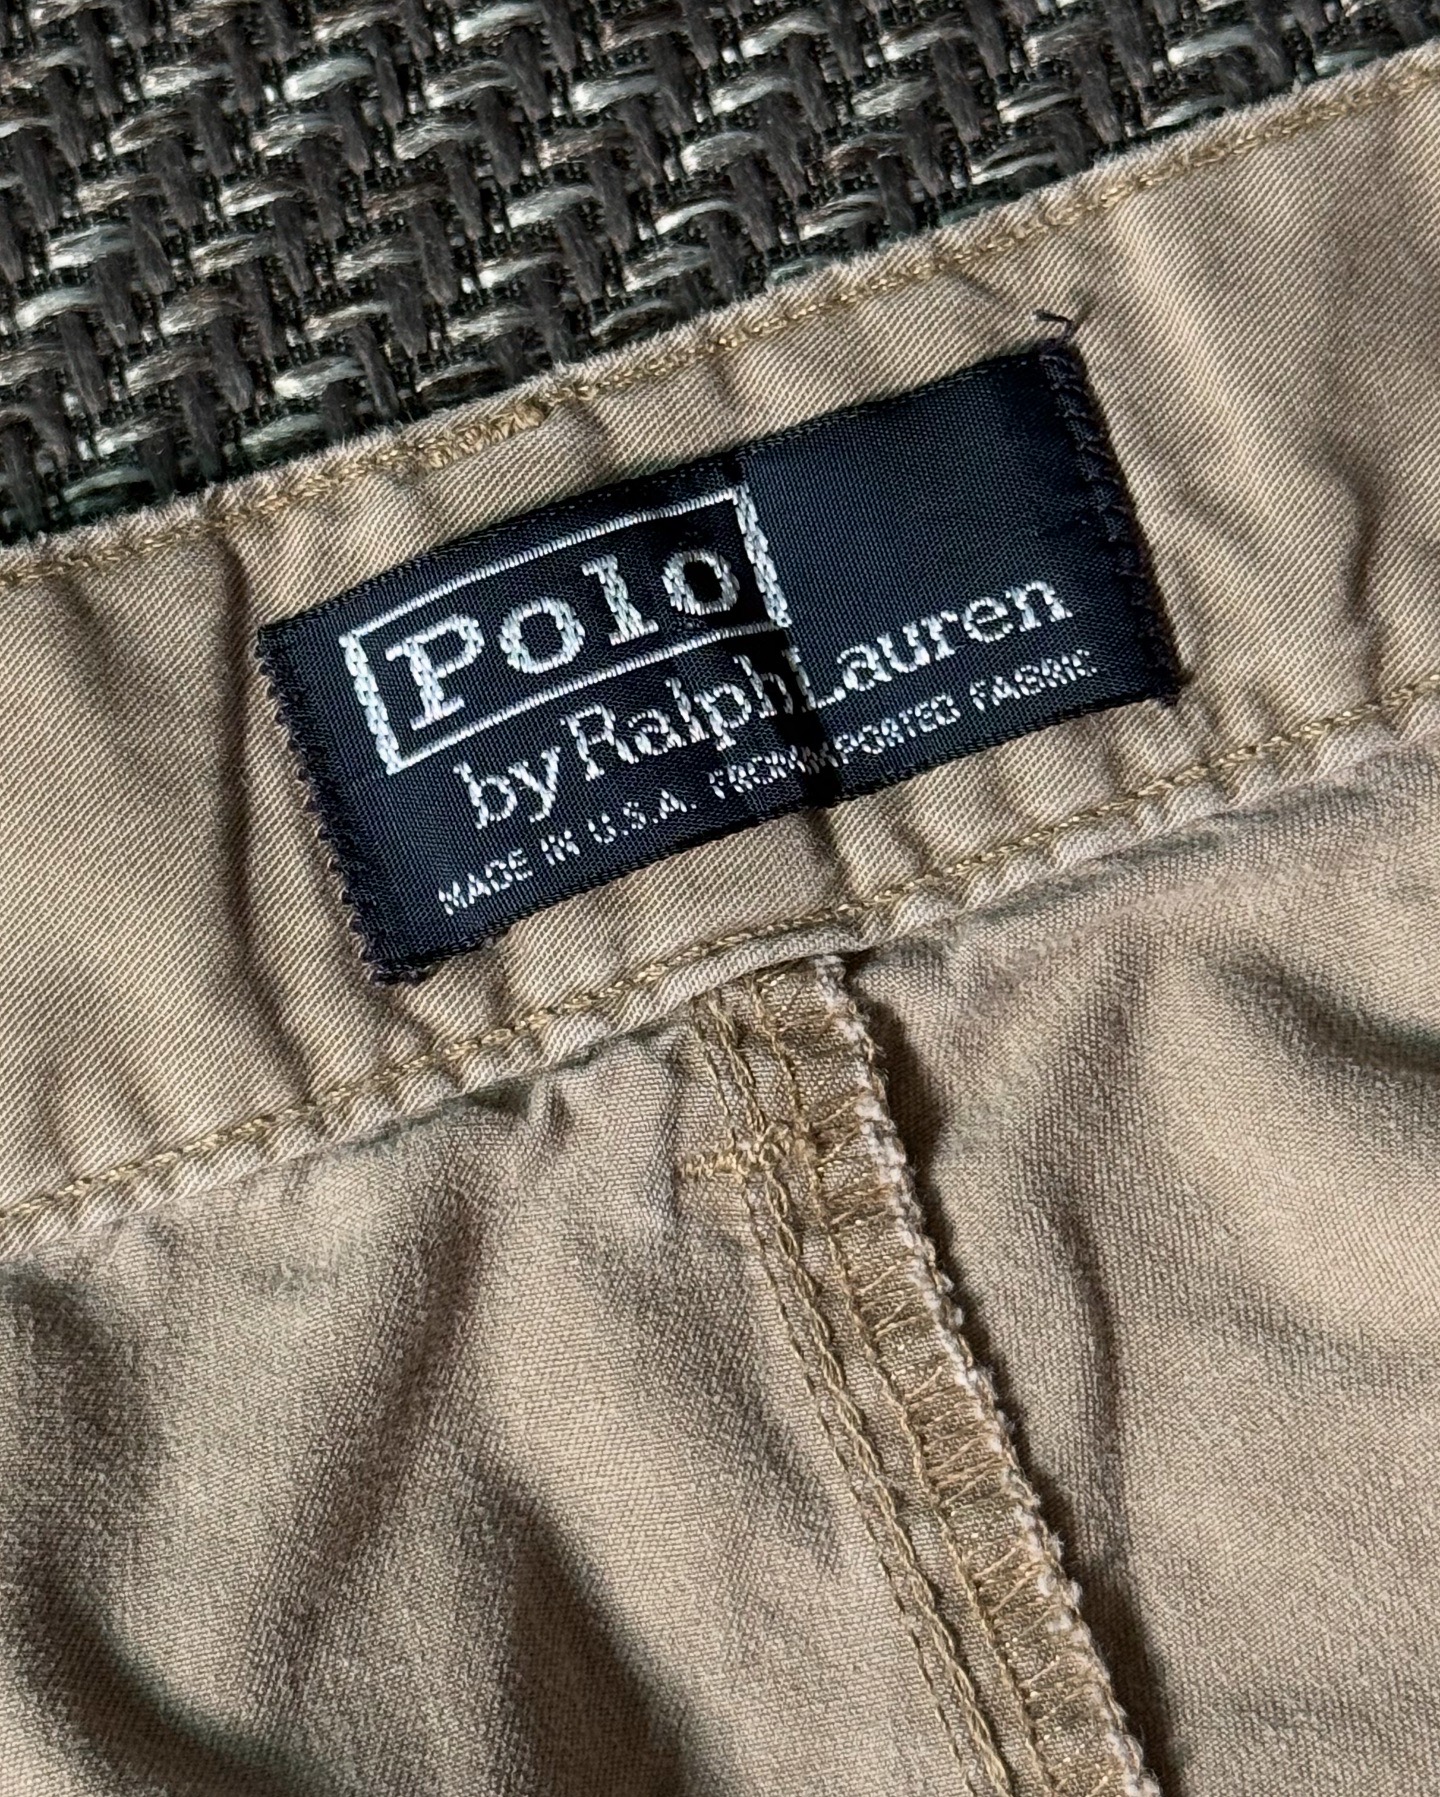 Polo
by Ralph Lauren
MADE IN U.S.A. FROM IMPORTED FABRIC